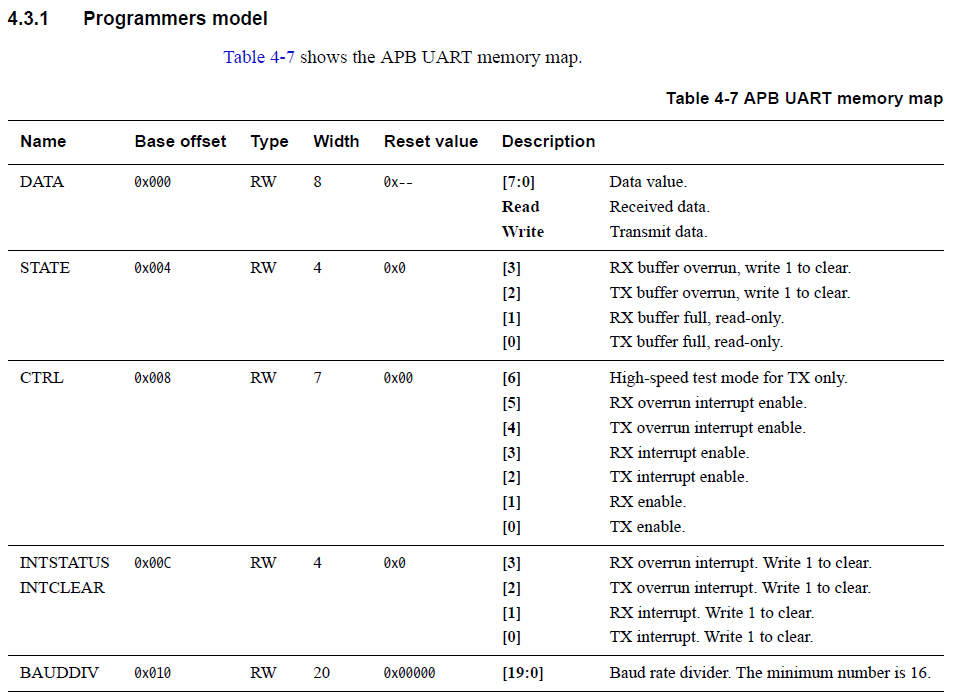 4.3.1 Programmers model
Table 4-7 shows the APB UART memory map.
Table 4-7 APB UART memory map
Name Base offset Type Width Reset value Description
DATA 0x000 RW 8 0x-- [7:0] Data value.
Read Received data.
Write Transmit data.
STATE 0x004 RW 4 0x0 [3] RX buffer overrun, write 1 to clear.
[2] TX buffer overrun, write 1 to clear.
[1] RX buffer full, read-only.
[0] TX buffer full, read-only.
CTRL 0x008 RW 7 0x00 [6] High-speed test mode for TX only.
[5] RX overrun interrupt enable.
[4] TX overrun interrupt enable.
[3] RX interrupt enable.
[2] TX interrupt enable.
[1] RX enable.
[0] TX enable.
INTSTATUS 0x00C RW 4 0x0 [3] RX overrun interrupt. Write 1 to clear.
INTCLEAR [2] TX overrun interrupt. Write 1 to clear.
[1] RX interrupt. Write 1 to clear.
[0] TX interrupt. Write 1 to clear.
BAUDDIV 0x010 RW 20 0x00000 [19:0] Baud rate divider. The minimum number is 16.